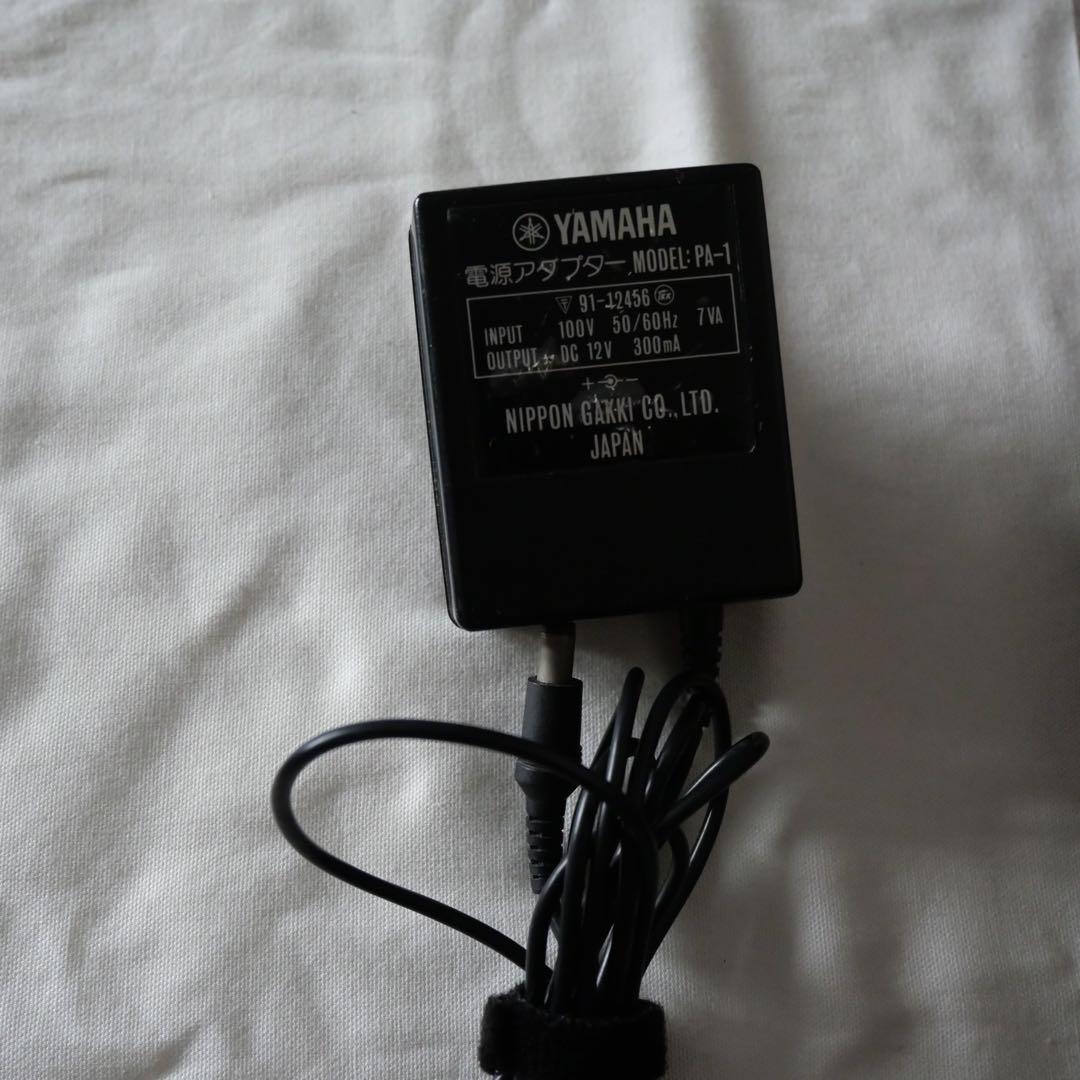 YAMAHA
電源アダプター MODEL: PA-1
91-12456
INPUT 100V 50/60Hz 7VA
OUTPUT DC 12V 300mA
+ -
NIPPON GAKKI CO., LTD.
JAPAN